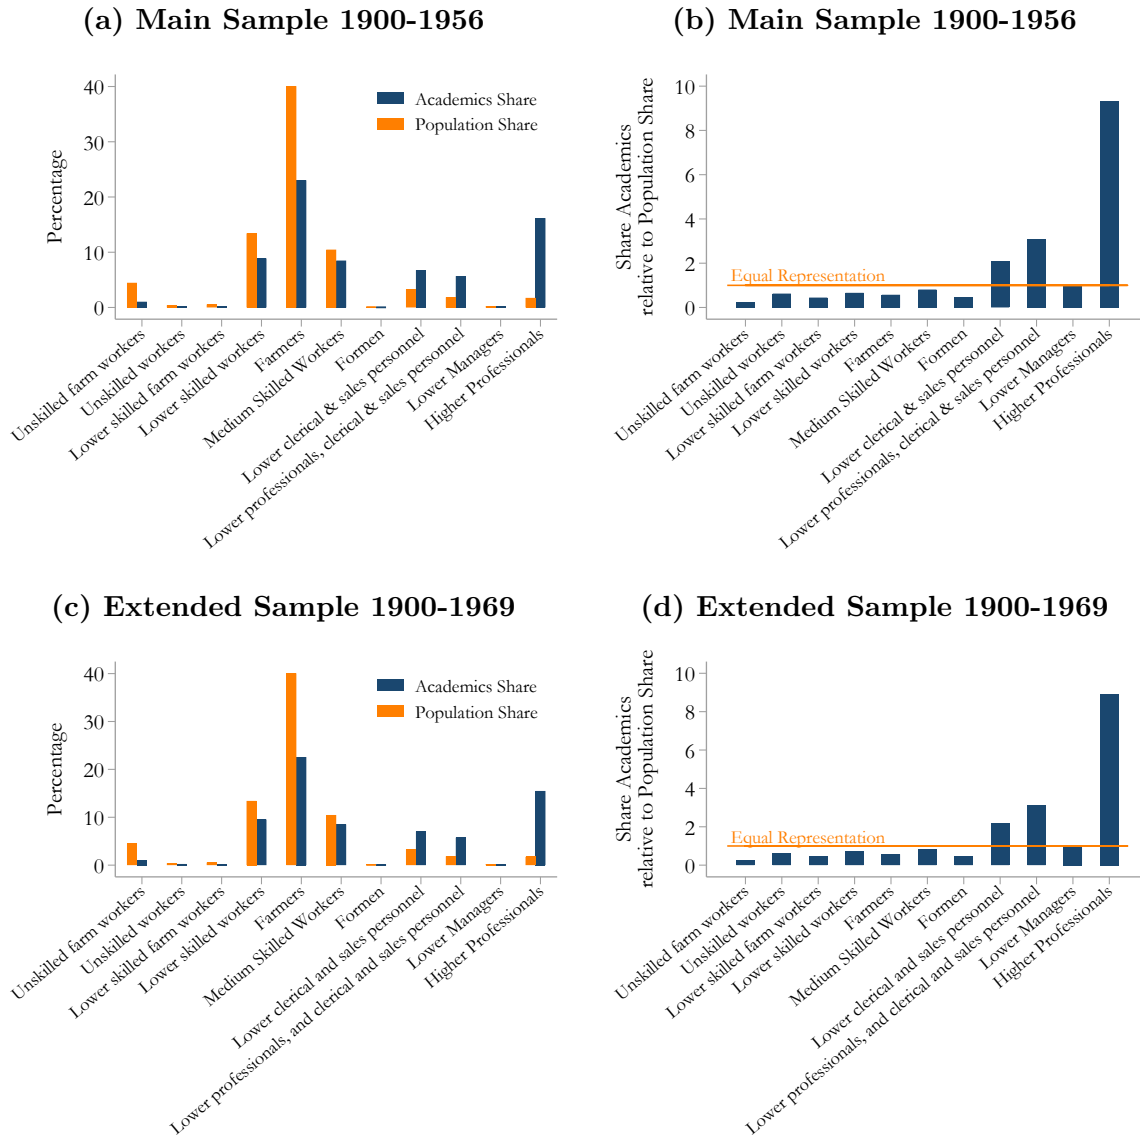 (a) Main Sample 1900-1956
40
30
20
10
0
Percentage
Academics Share
Population Share
Unskilled farm workers
Unskilled workers
Lower skilled farm workers
Lower skilled workers
Farmers
Medium Skilled Workers
Formen
Lower clerical & sales personnel
Lower professionals, clerical & sales personnel
Lower Managers
Higher Professionals
(b) Main Sample 1900-1956
10
8
6
4
2
0
Share Academics
relative to Population Share
Equal Representation
Unskilled farm workers
Unskilled workers
Lower skilled farm workers
Lower skilled workers
Farmers
Medium Skilled Workers
Formen
Lower clerical & sales personnel
Lower professionals, clerical & sales personnel
Lower Managers
Higher Professionals
(c) Extended Sample 1900-1969
40
30
20
10
0
Percentage
Academics Share
Population Share
Unskilled farm workers
Unskilled workers
Lower skilled farm workers
Lower skilled workers
Farmers
Medium Skilled Workers
Formen
Lower clerical and sales personnel
Lower professionals, and clerical and sales personnel
Lower Managers
Higher Professionals
(d) Extended Sample 1900-1969
10
8
6
4
2
0
Share Academics
relative to Population Share
Equal Representation
Unskilled farm workers
Unskilled workers
Lower skilled farm workers
Lower skilled workers
Farmers
Medium Skilled Workers
Formen
Lower clerical and sales personnel
Lower professionals, and clerical and sales personnel
Lower Managers
Higher Professionals